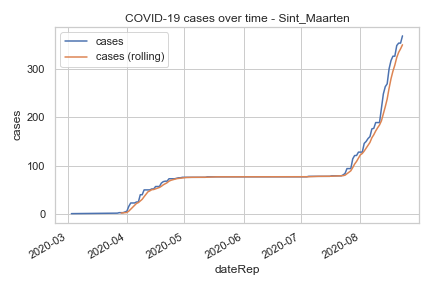 COVID-19 cases over time - Sint_Maarten
cases
cases (rolling)
300
200
100
0
cases
2020-03
2020-04
2020-05
2020-06
2020-07
2020-08
dateRep